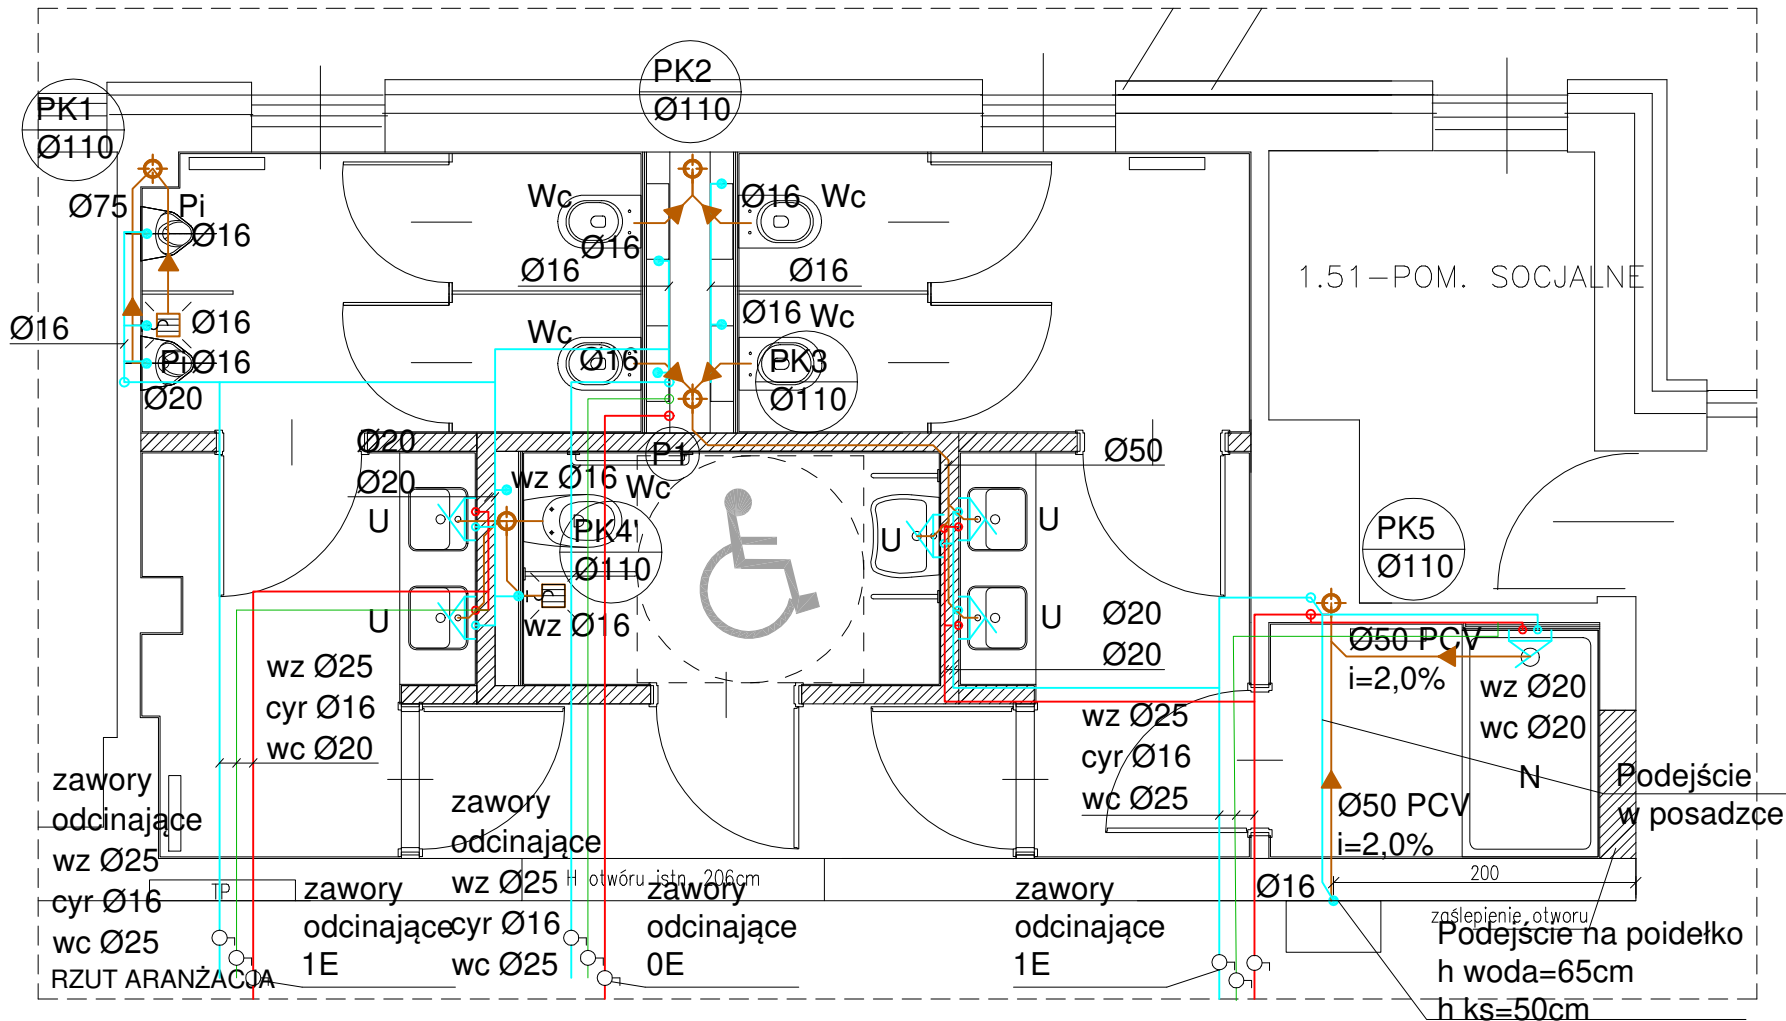 PK1
Ø110
PK2
Ø110
Ø75
Pi
Ø16
Wc
Ø16
Ø16
Ø16
Wc
Ø16
1.51-POM. SOCJALNE
Ø16
Ø16
Pi
Ø16
Ø20
Wc
Ø16
Ø16
Wc
PK3
Ø110
Ø20
Ø20
U
U
P1
wz Ø16
Wc
PK4
Ø110
wz Ø16
U
U
U
Ø50
Ø20
Ø20
PK5
Ø110
wz Ø25
cyr Ø16
wc Ø20
wz Ø25
cyr Ø16
wc Ø25
Ø50 PCV
i=2,0%
wz Ø20
wc Ø20
N
Ø50 PCV
i=2,0%
Podejście
w posadzce
zawory
odcinające
wz Ø25
cyr Ø16
wc Ø25
TP
RZUT ARANŻACJA
zawory
odcinające
1E
zawory
odcinające
wz Ø25
cyr Ø16
wc Ø25
H otwóru istn. 206cm
zawory
odcinające
0E
zawory
odcinające
1E
Ø16
200
zaślepienie otworu
Podejście na poidełko
h woda=65cm
h ks=50cm